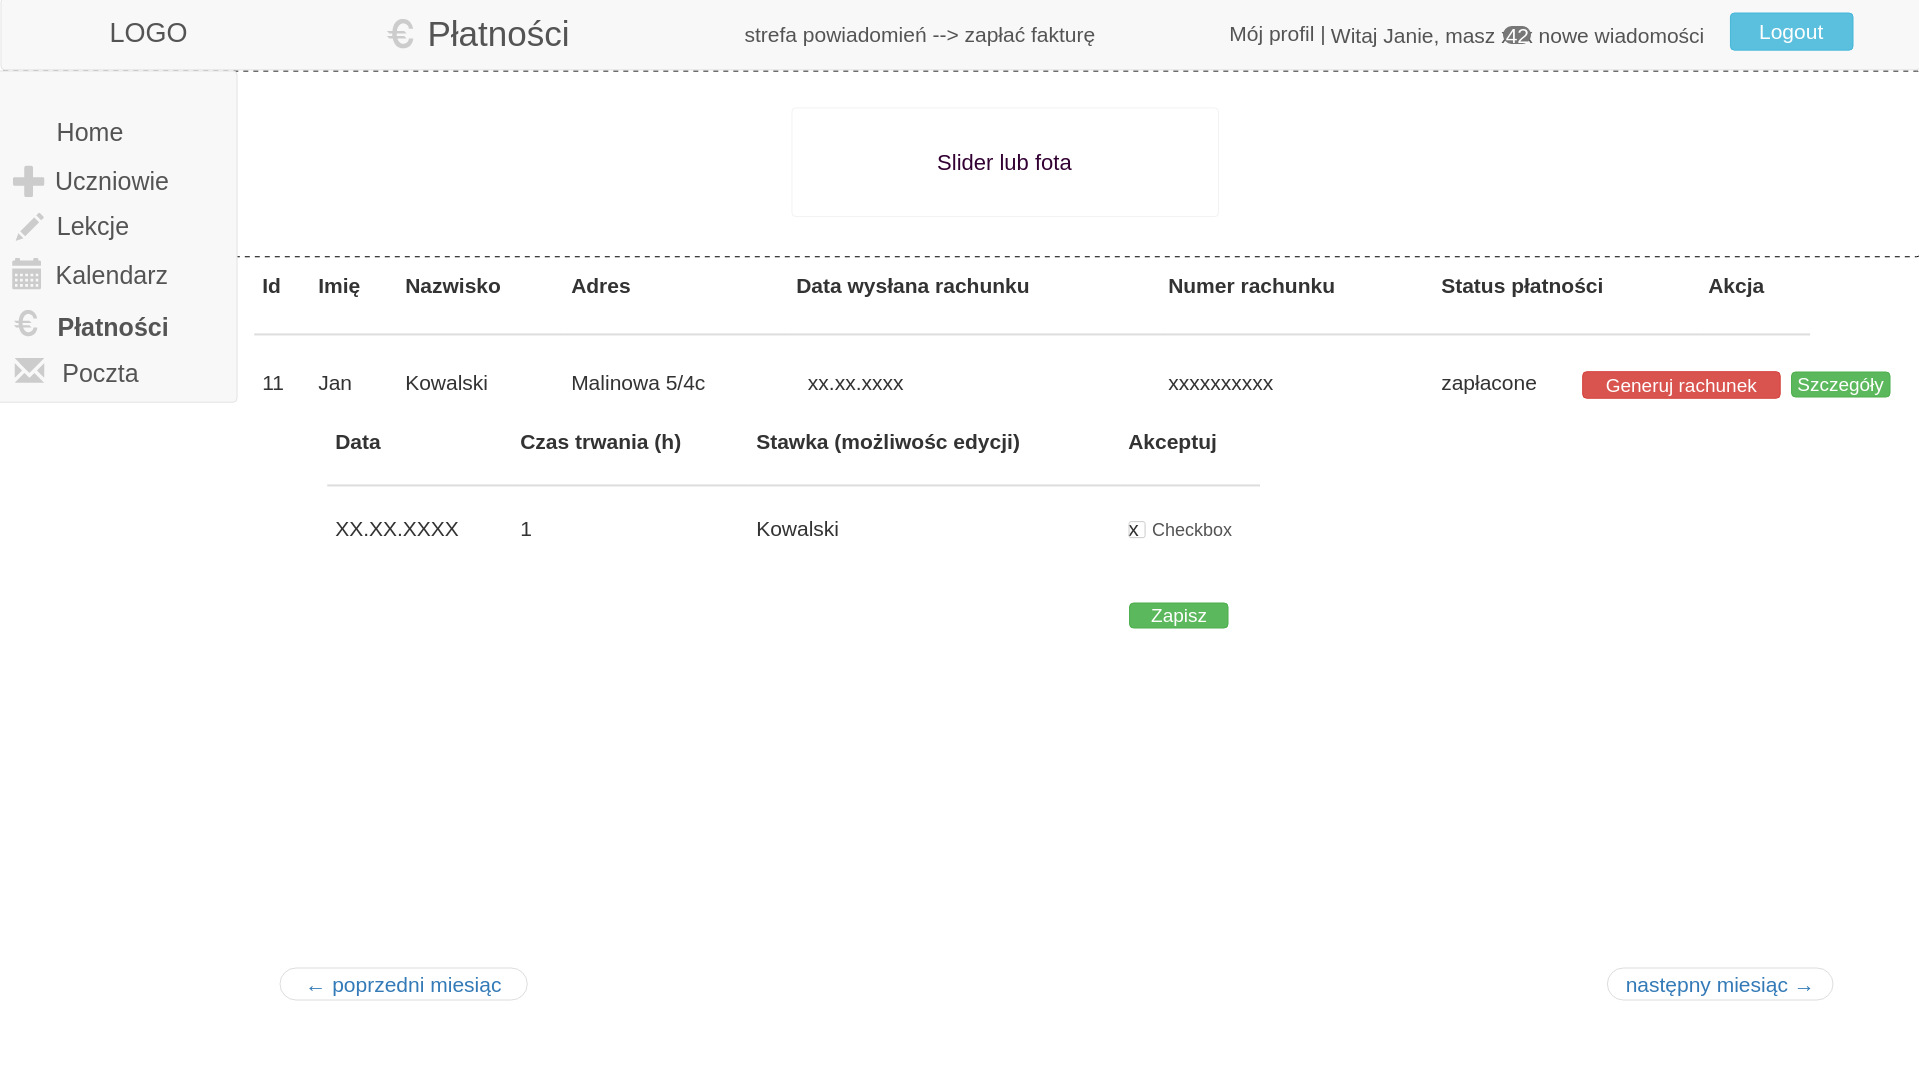 LOGO
€ Płatności
strefa powiadomień --> zapłać fakturę
Mój profil | Witaj Janie, masz 42 nowe wiadomości
Logout
Home
Uczniowie
Lekcje
Kalendarz
€ Płatności
Poczta
Slider lub fota
Id Imię Nazwisko Adres Data wysłana rachunku Numer rachunku Status płatności Akcja
11 Jan Kowalski Malinowa 5/4c xx.xx.xxxx xxxxxxxxxx zapłacone Generuj rachunek Szczegóły
Data Czas trwania (h) Stawka (możliwośc edycji) Akceptuj
XX.XX.XXXX 1 Kowalski x Checkbox
Zapisz
← poprzedni miesiąc
następny miesiąc →